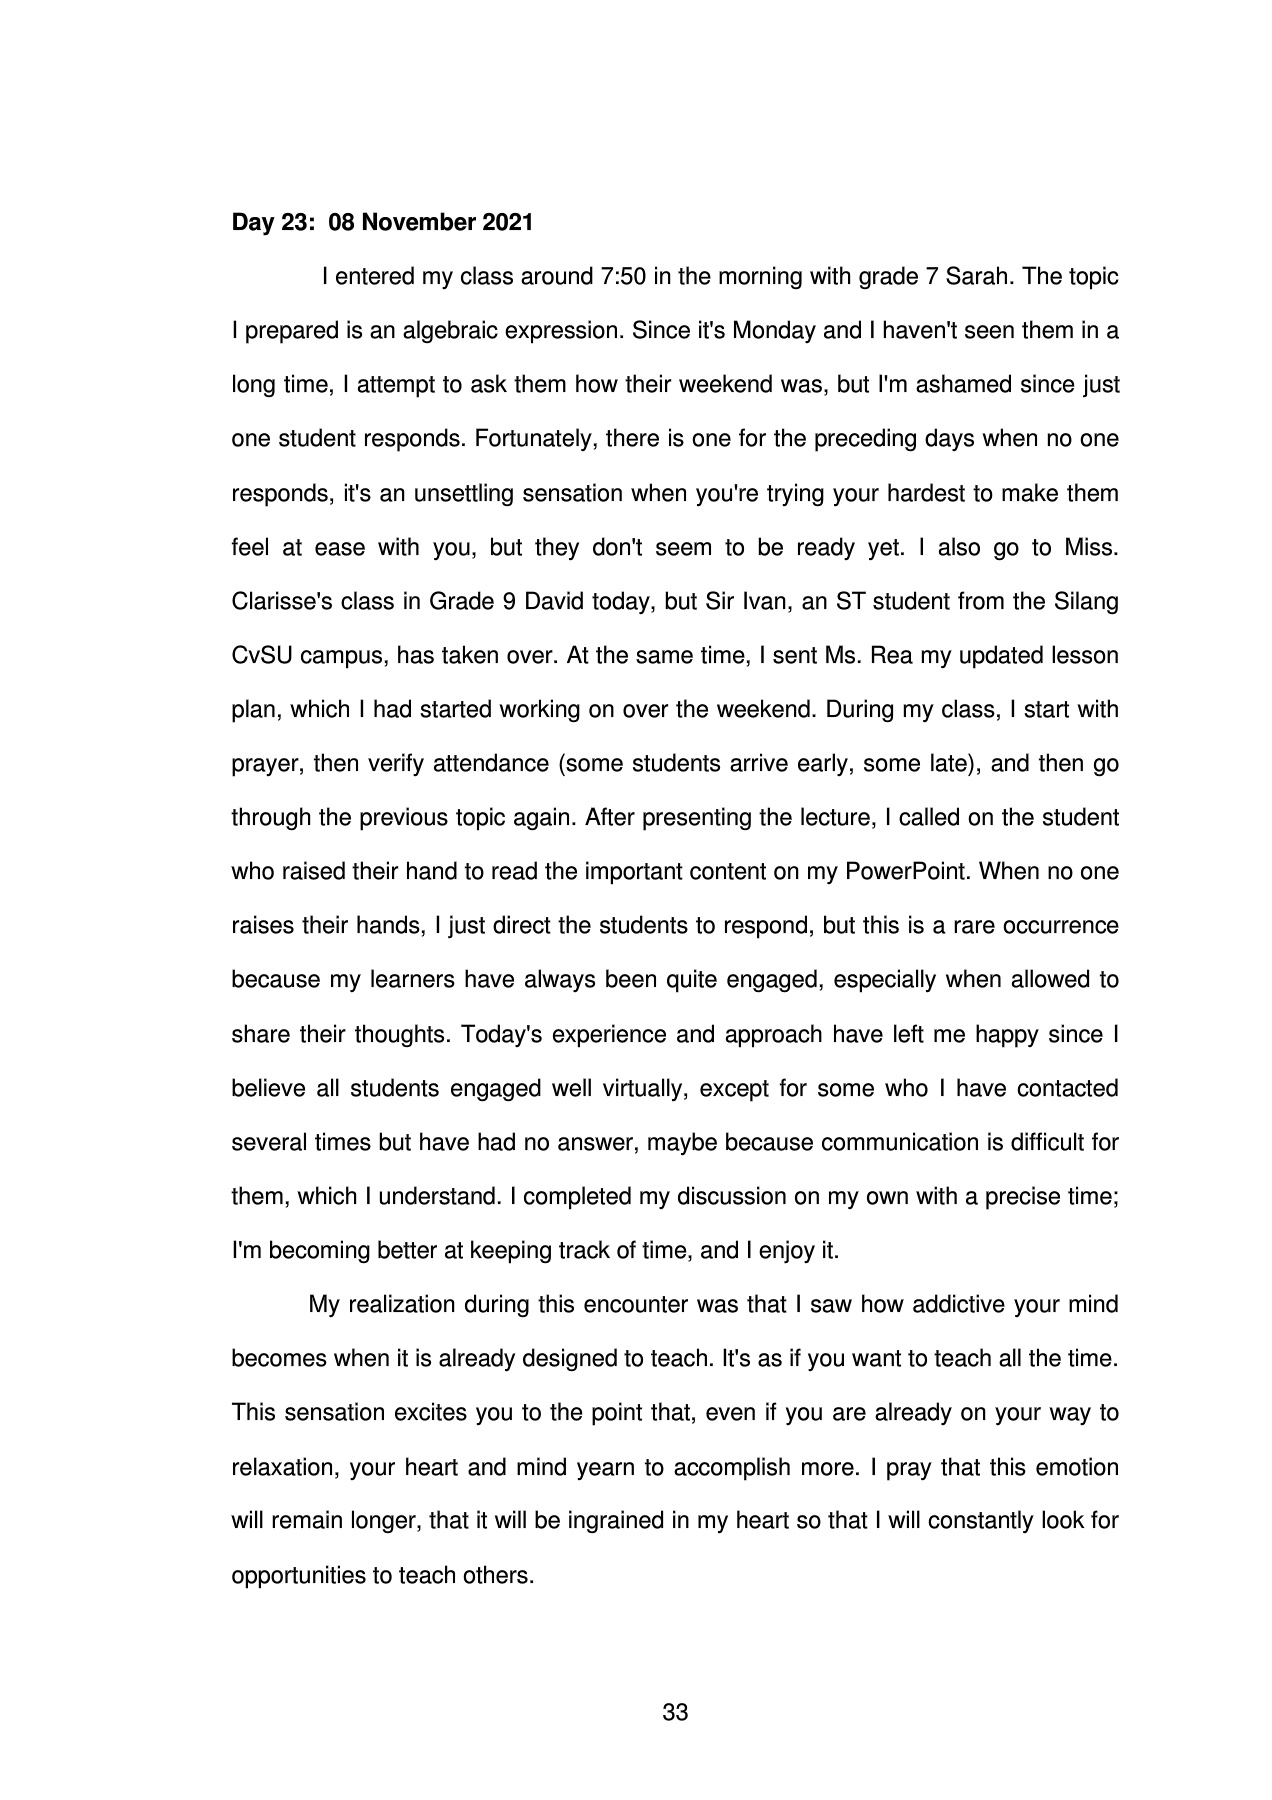 Day 23:  08 November 2021
I entered my class around 7:50 in the morning with grade 7 Sarah. The topic
I prepared is an algebraic expression. Since it's Monday and I haven't seen them in a
long time, I attempt to ask them how their weekend was, but I'm ashamed since just
one student responds. Fortunately, there is one for the preceding days when no one
responds, it's an unsettling sensation when you're trying your hardest to make them
feel at ease with you, but they don't seem to be ready yet. I also go to Miss.
Clarisse's class in Grade 9 David today, but Sir Ivan, an ST student from the Silang
CvSU campus, has taken over. At the same time, I sent Ms. Rea my updated lesson
plan, which I had started working on over the weekend. During my class, I start with
prayer, then verify attendance (some students arrive early, some late), and then go
through the previous topic again. After presenting the lecture, I called on the student
who raised their hand to read the important content on my PowerPoint. When no one
raises their hands, I just direct the students to respond, but this is a rare occurrence
because my learners have always been quite engaged, especially when allowed to
share their thoughts. Today's experience and approach have left me happy since I
believe all students engaged well virtually, except for some who I have contacted
several times but have had no answer, maybe because communication is difficult for
them, which I understand. I completed my discussion on my own with a precise time;
I'm becoming better at keeping track of time, and I enjoy it.
My realization during this encounter was that I saw how addictive your mind
becomes when it is already designed to teach. It's as if you want to teach all the time.
This sensation excites you to the point that, even if you are already on your way to
relaxation, your heart and mind yearn to accomplish more. I pray that this emotion
will remain longer, that it will be ingrained in my heart so that I will constantly look for
opportunities to teach others.
33